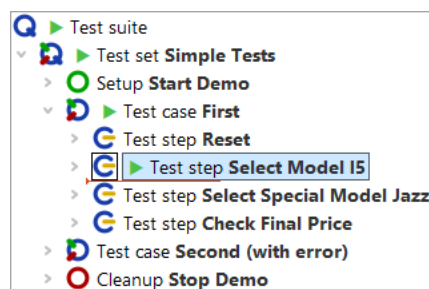 Test suite
Test set Simple Tests
Setup Start Demo
Test case First
Test step Reset
Test step Select Model I5
Test step Select Special Model Jazz
Test step Check Final Price
Test case Second (with error)
Cleanup Stop Demo